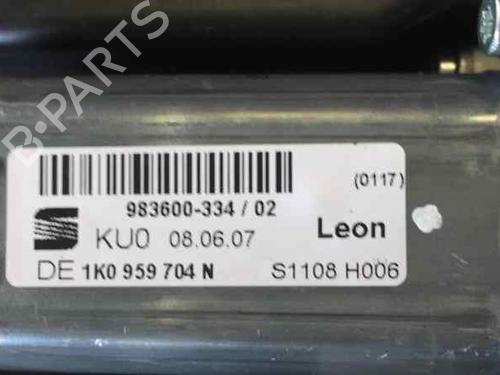 B-PARTS
(0117)
983600-334 / 02
KU0 08.06.07 Leon
DE 1K0 959 704 N S1108 H006